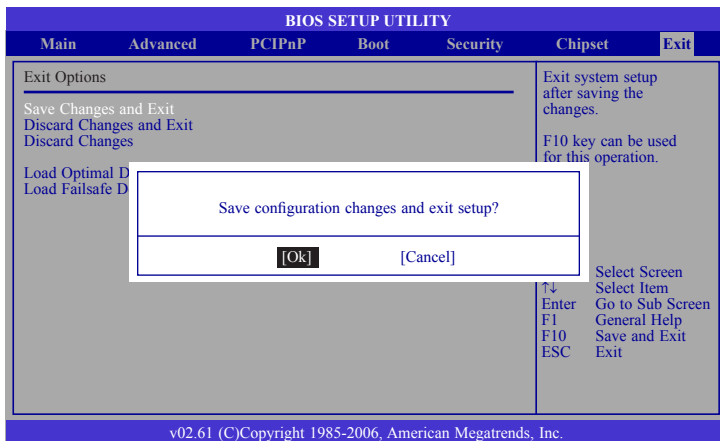 BIOS SETUP UTILITY
Main Advanced PCIPnP Boot Security Chipset Exit
Exit Options
Save Changes and Exit
Discard Changes and Exit
Discard Changes
Load Optimal D
Load Failsafe D
Save configuration changes and exit setup?
[Ok] [Cancel]
Exit system setup
after saving the
changes.
F10 key can be used
for this operation.
Select Screen
↑↓ Select Item
Enter Go to Sub Screen
F1 General Help
F10 Save and Exit
ESC Exit
v02.61 (C)Copyright 1985-2006, American Megatrends, Inc.